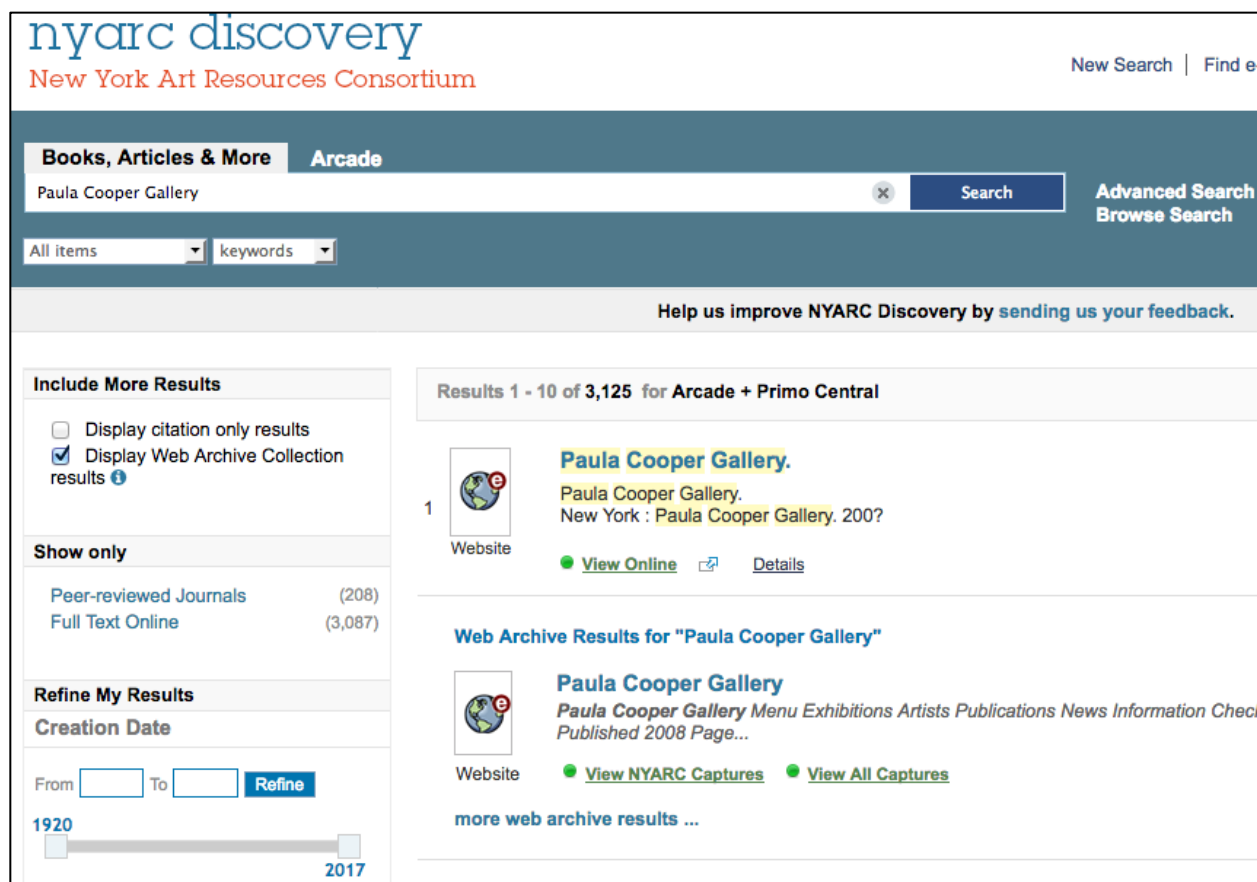 nyarc discovery
New York Art Resources Consortium
New Search | Find e
Books, Articles & More Arcade
Paula Cooper Gallery
Search
Advanced Search
Browse Search
All items keywords
Help us improve NYARC Discovery by sending us your feedback.
Include More Results
Display citation only results
Display Web Archive Collection
results
Show only
Peer-reviewed Journals (208)
Full Text Online (3,087)
Refine My Results
Creation Date
From To Refine
1920
2017
Results 1 - 10 of 3,125 for Arcade + Primo Central
1
Website
Paula Cooper Gallery.
Paula Cooper Gallery.
New York : Paula Cooper Gallery. 200?
View Online Details
Web Archive Results for "Paula Cooper Gallery"
Website
Paula Cooper Gallery
Paula Cooper Gallery Menu Exhibitions Artists Publications News Information Chec
Published 2008 Page...
View NYARC Captures View All Captures
more web archive results ...